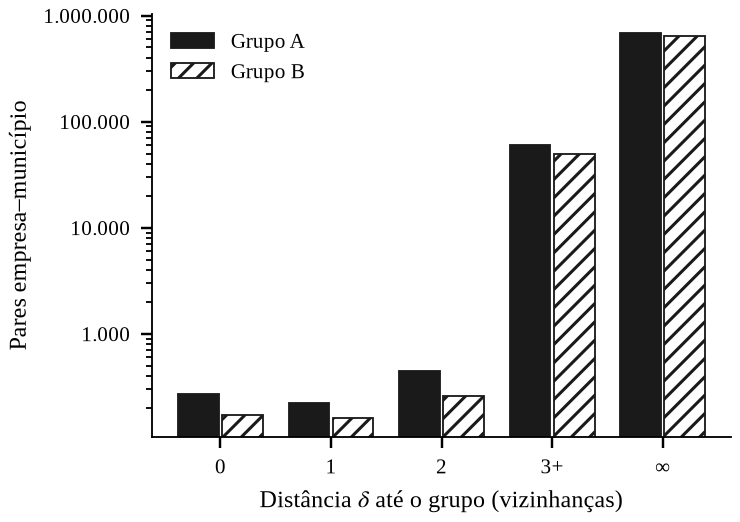 1.000.000
Grupo A
Grupo B
100.000
10.000
1.000
Pares empresa–município
0 1 2 3+ ∞
Distância δ até o grupo (vizinhanças)